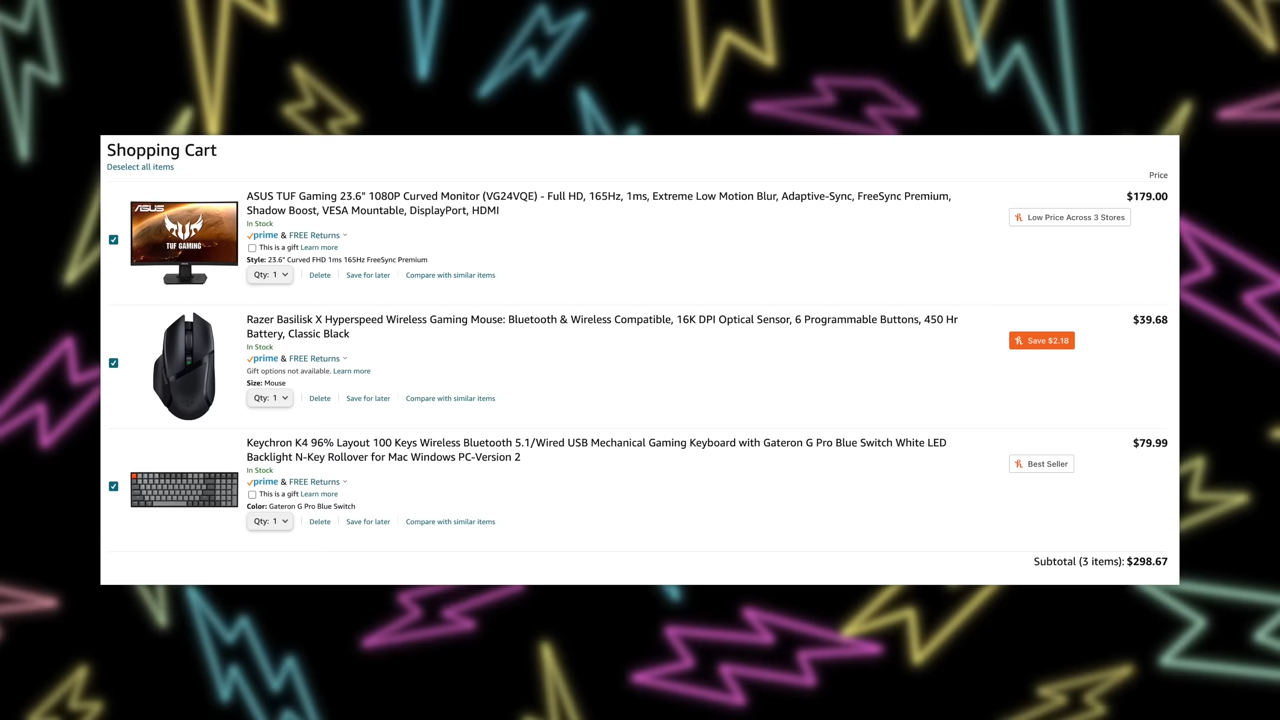 Shopping Cart
Deselect all items
Price
ASUS TUF Gaming 23.6" 1080P Curved Monitor (VG24VQE) - Full HD, 165Hz, 1ms, Extreme Low Motion Blur, Adaptive-Sync, FreeSync Premium,
$179.00
Shadow Boost, VESA Mountable, DisplayPort, HDMI
Low Price Across 3 Stores
In Stock
prime & FREE Returns
This is a gift Learn more
Style: 23.6" Curved FHD 1ms 165Hz FreeSync Premium
Qty: 1 Delete Save for later Compare with similar items
ASUS
TUF GAMING
Razer Basilisk X Hyperspeed Wireless Gaming Mouse: Bluetooth & Wireless Compatible, 16K DPI Optical Sensor, 6 Programmable Buttons, 450 Hr
$39.68
Battery, Classic Black
Save $2.18
In Stock
prime & FREE Returns
Gift options not available. Learn more
Size: Mouse
Qty: 1 Delete Save for later Compare with similar items
Keychron K4 96% Layout 100 Keys Wireless Bluetooth 5.1/Wired USB Mechanical Gaming Keyboard with Gateron G Pro Blue Switch White LED
$79.99
Backlight N-Key Rollover for Mac Windows PC-Version 2
Best Seller
In Stock
prime & FREE Returns
This is a gift Learn more
Color: Gateron G Pro Blue Switch
Qty: 1 Delete Save for later Compare with similar items
Subtotal (3 items): $298.67